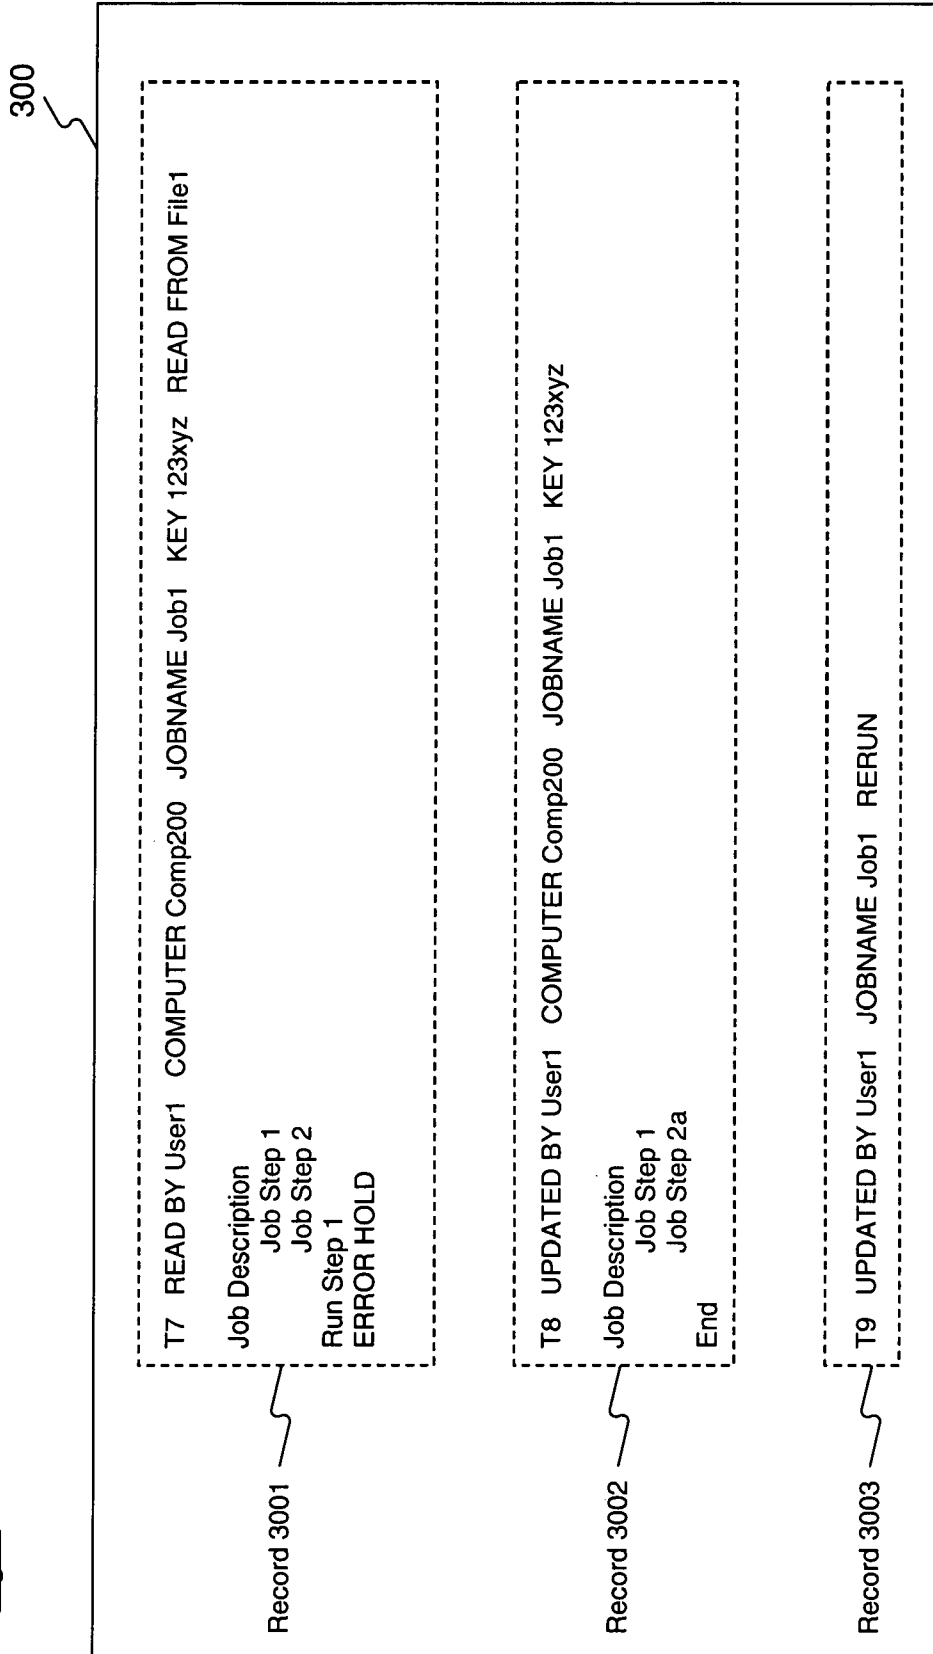 300
Record 3001
T7 READ BY User1 COMPUTER Comp200 JOBNAME Job1 KEY 123xyz READ FROM File1
Job Description
Job Step 1
Job Step 2
Run Step 1
ERROR HOLD
Record 3002
T8 UPDATED BY User1 COMPUTER Comp200 JOBNAME Job1 KEY 123xyz
Job Description
Job Step 1
Job Step 2a
End
Record 3003
T9 UPDATED BY User1 JOBNAME Job1 RERUN